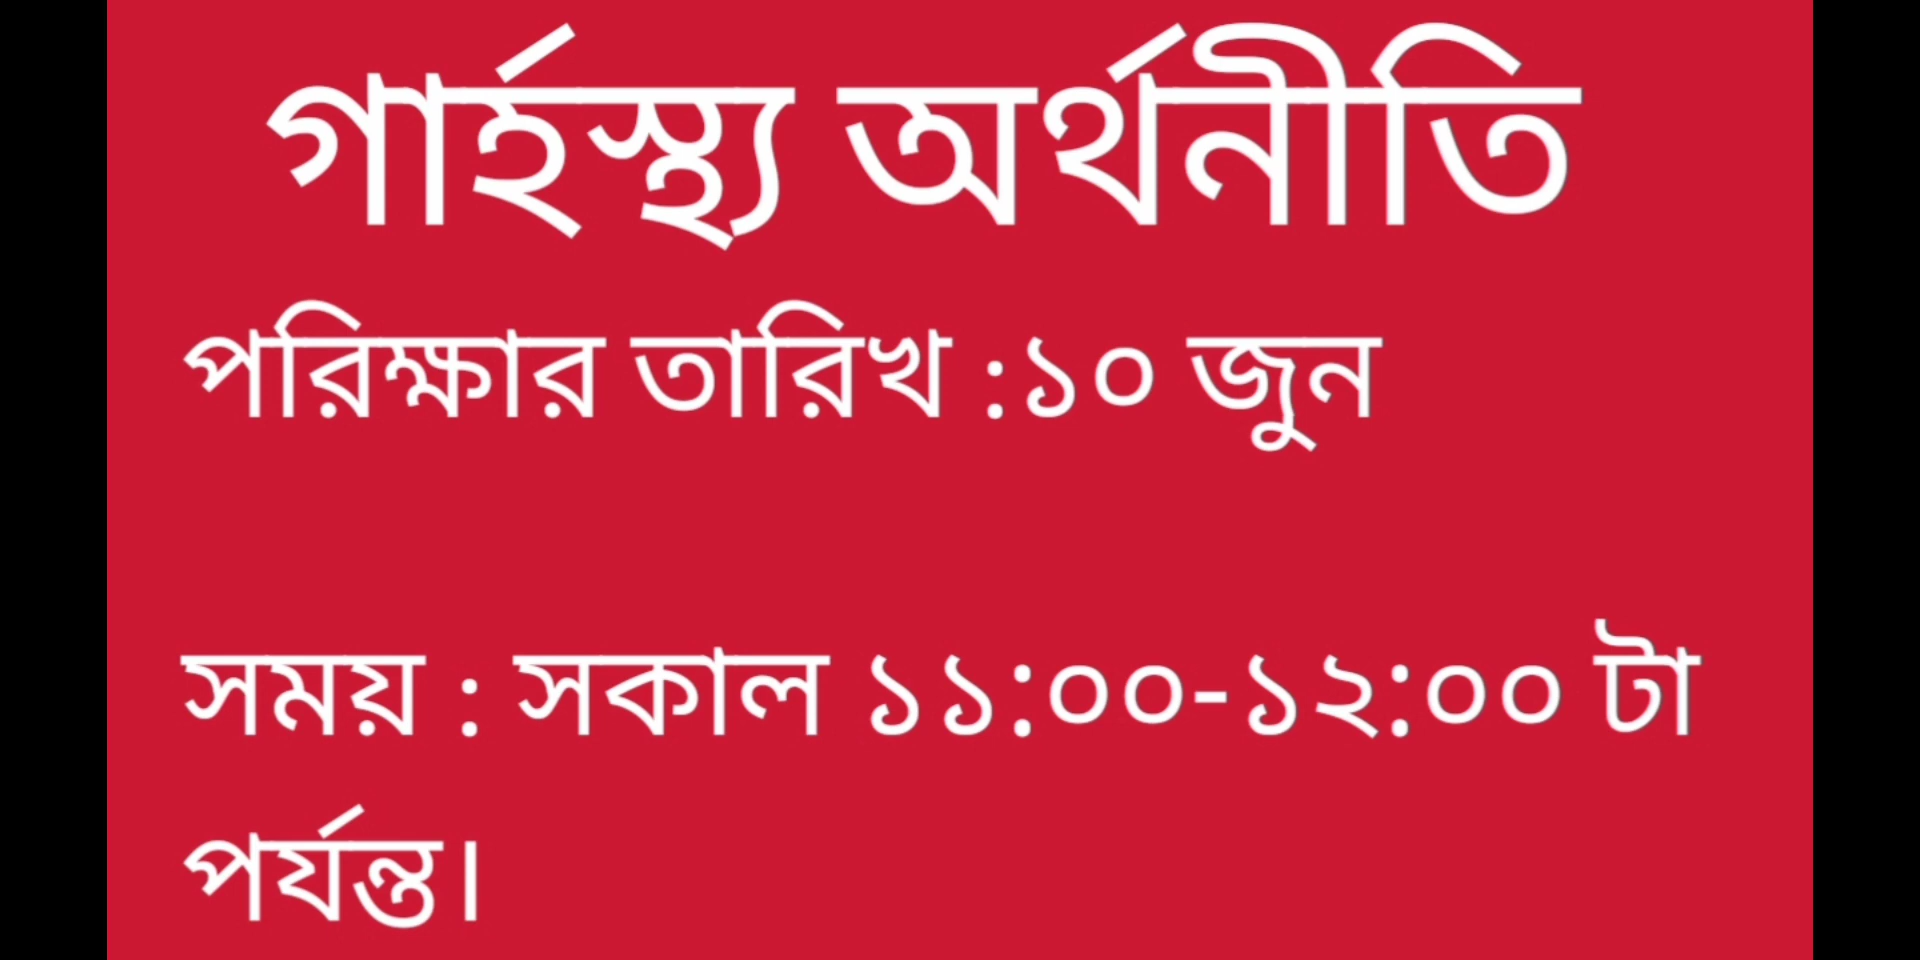 গার্হস্থ্য অর্থনীতি
পরিক্ষার তারিখ :১০ জুন
সময় : সকাল ১১:০০-১২:০০ টা
পর্যন্ত।